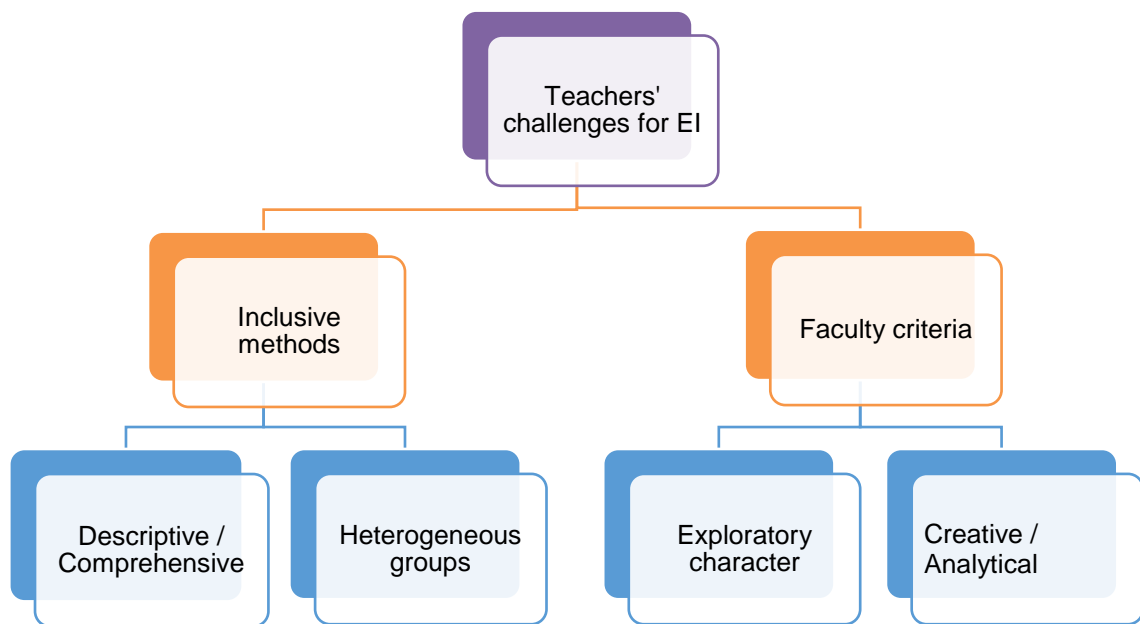 Teachers'
challenges for EI
Inclusive
methods
Faculty criteria
Descriptive /
Comprehensive
Heterogeneous
groups
Exploratory
character
Creative /
Analytical